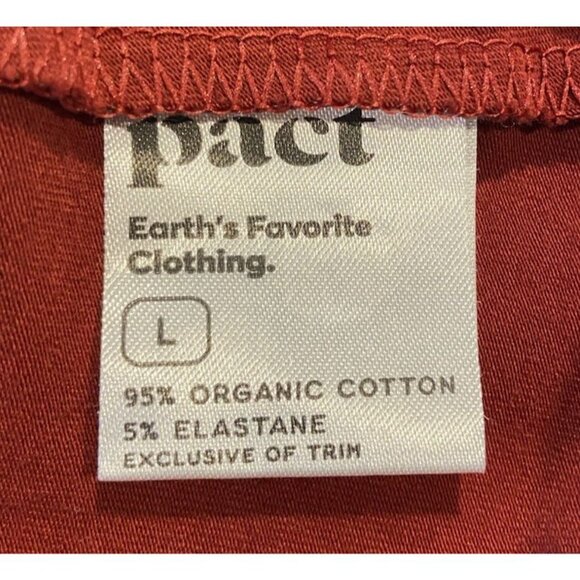 pact
Earth's Favorite
Clothing.
L
95% ORGANIC COTTON
5% ELASTANE
EXCLUSIVE OF TRIM